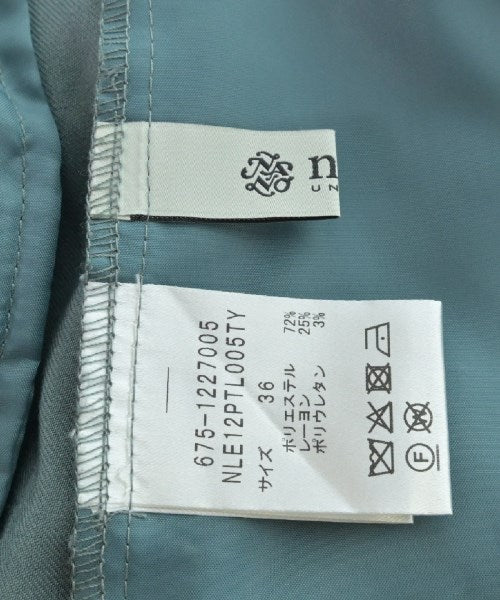 n
CZ
675-1227005
NLE12PTL005TY
サイズ 36
ポリエステル 72%
レーヨン 25%
ポリウレタン 3%
F W